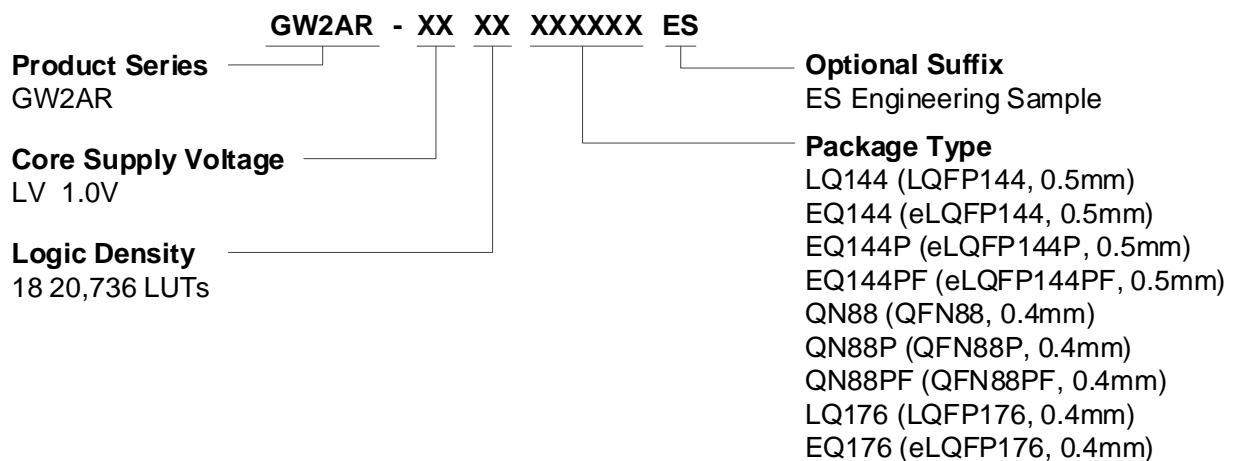 GW2AR - XX XX XXXXXX ES
Product Series
GW2AR
Core Supply Voltage
LV 1.0V
Logic Density
18 20,736 LUTs
Optional Suffix
ES Engineering Sample
Package Type
LQ144 (LQFP144, 0.5mm)
EQ144 (eLQFP144, 0.5mm)
EQ144P (eLQFP144P, 0.5mm)
EQ144PF (eLQFP144PF, 0.5mm)
QN88 (QFN88, 0.4mm)
QN88P (QFN88P, 0.4mm)
QN88PF (QFN88PF, 0.4mm)
LQ176 (LQFP176, 0.4mm)
EQ176 (eLQFP176, 0.4mm)